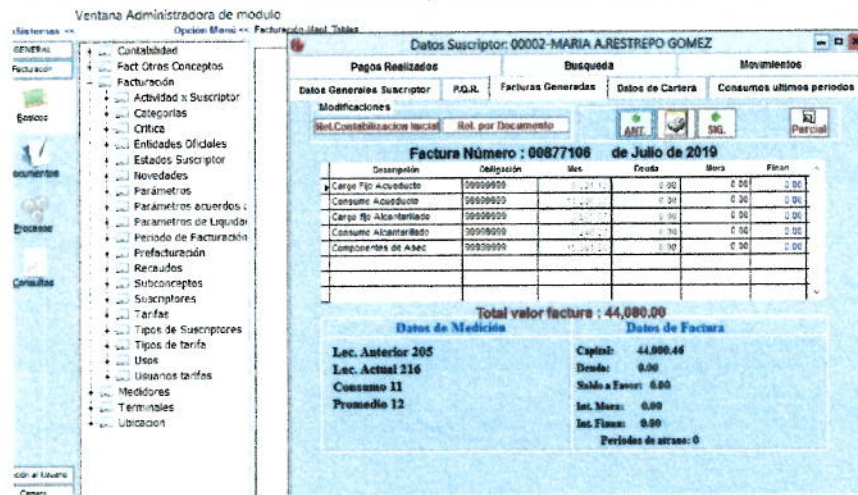 Ventana Administradora de modulo
Opcion Menú << Facturación-Mant. Tablas
GENERAL
Facturación
Basicos
Procesos
Consultas
Contabilidad
Fact Otros Conceptos
Facturación
Actividad x Suscriptor
Categorias
Critica
Entidades Oficiales
Estados Suscriptor
Novedades
Parámetros
Parámetros acuerdos
Parametros de Liquida
Periodo de Facturación
Prefacturación
Recaudos
Subconceptos
Suscriptores
Tarifas
Tipos de Suscriptores
Tipos de tarifa
Usos
Usuarios tarifas
Medidores
Terminales
Ubicacion
Datos Suscriptor: 00002-MARIA A.RESTREPO GOMEZ
Pagos Realizados Busqueda Movimientos
Datos Generales Suscriptor P.Q.R. Facturas Generadas Datos de Cartera Consumos ultimos periodos
Modificaciones
Rel.Contabilizacion Inicial Rel. por Documento ANT. SIG. Parcial
Factura Número : 00877106 de Julio de 2019
Descripción Obligación Mes Deuda Mora Finan
Cargo Fijo Acueducto 99999999 0.00 0.00 0.00
Consumo Acueducto 99999999 0.00 0.00 0.00
Cargo fijo Alcantarillado 99999999 0.00 0.00
Consumo Alcantarillado 99999999 0.00 0.00 0.00
Componentes de Aseo 99999999 0.00 0.00 0.00
Total valor factura : 44,080.00
Datos de Medición Datos de Factura
Lec. Anterior 205
Lec. Actual 216
Consumo 11
Promedio 12
Capital: 44,080.46
Deuda: 0.00
Saldo a Favor: 0.00
Int. Mora: 0.00
Int. Finan: 0.00
Periodos de atraso: 0